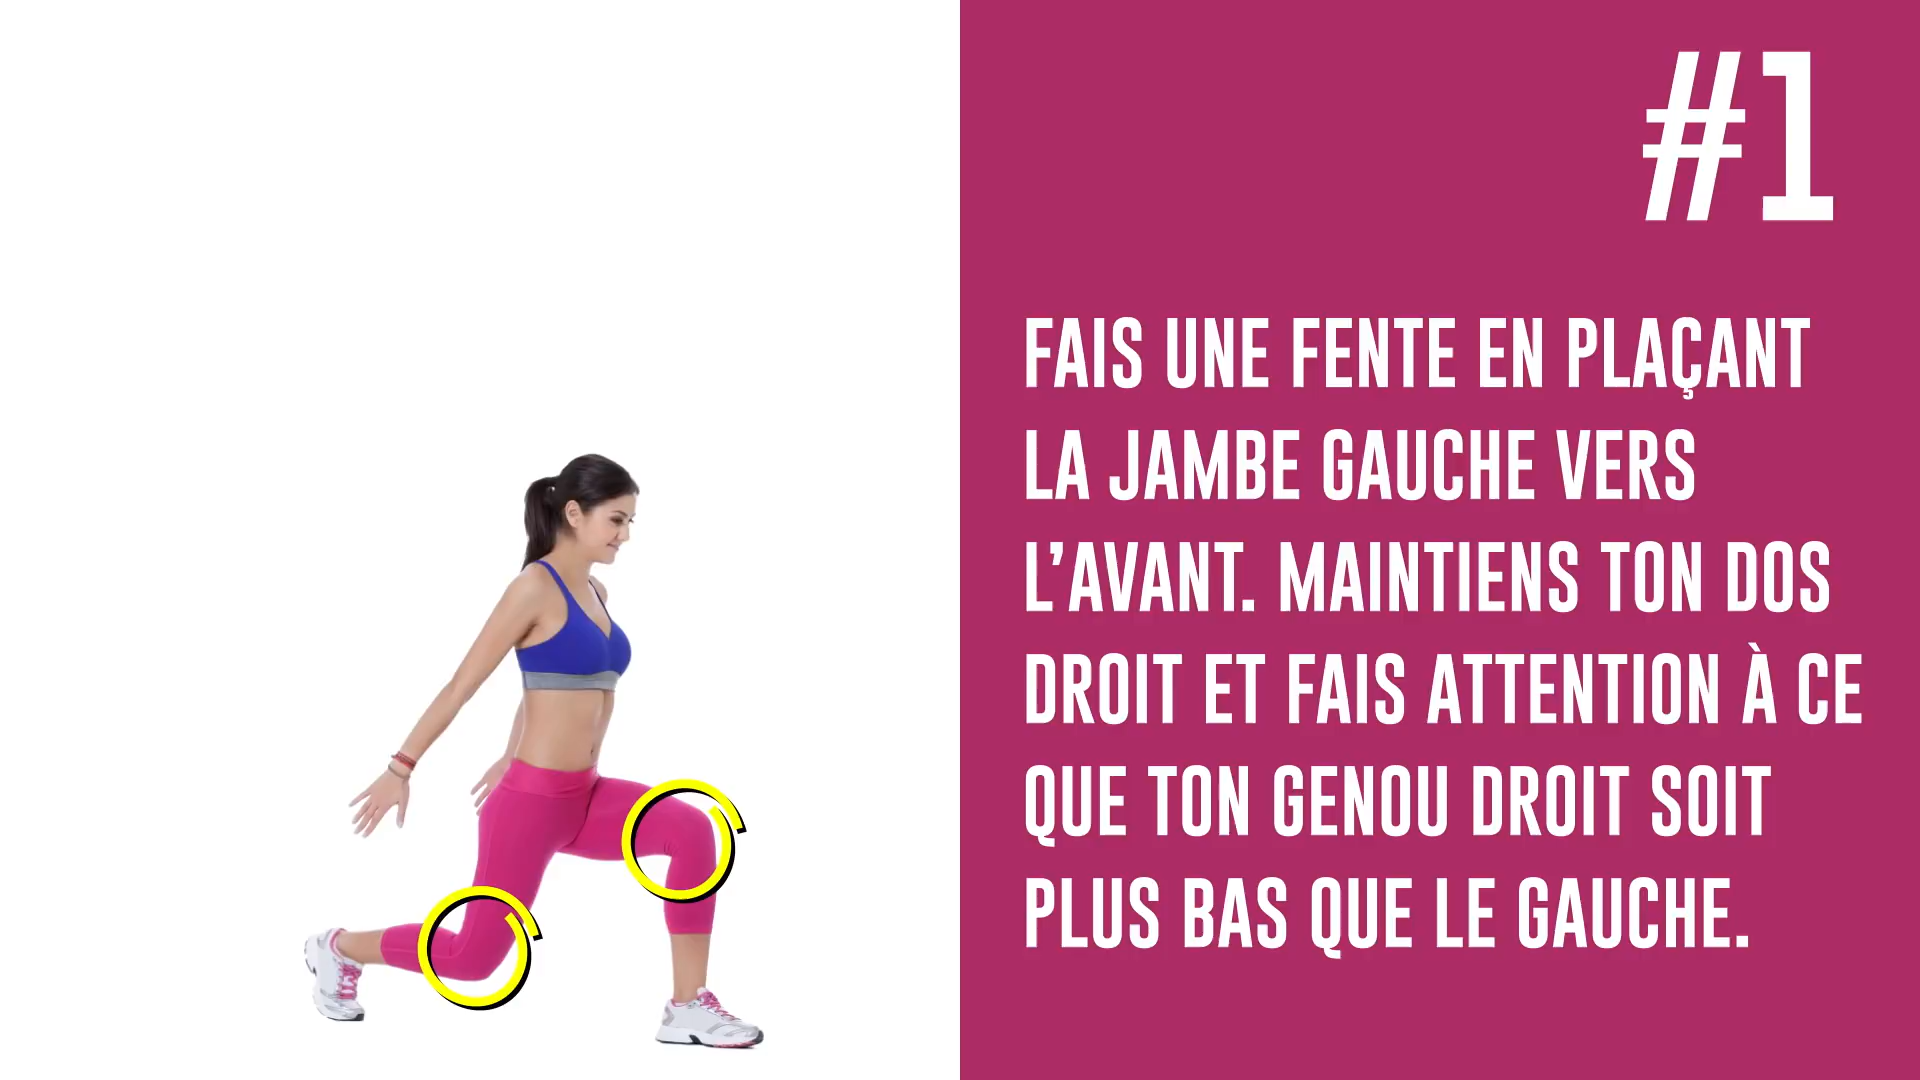 #1
FAIS UNE FENTE EN PLAÇANT
LA JAMBE GAUCHE VERS
L’AVANT. MAINTIENS TON DOS
DROIT ET FAIS ATTENTION À CE
QUE TON GENOU DROIT SOIT
PLUS BAS QUE LE GAUCHE.